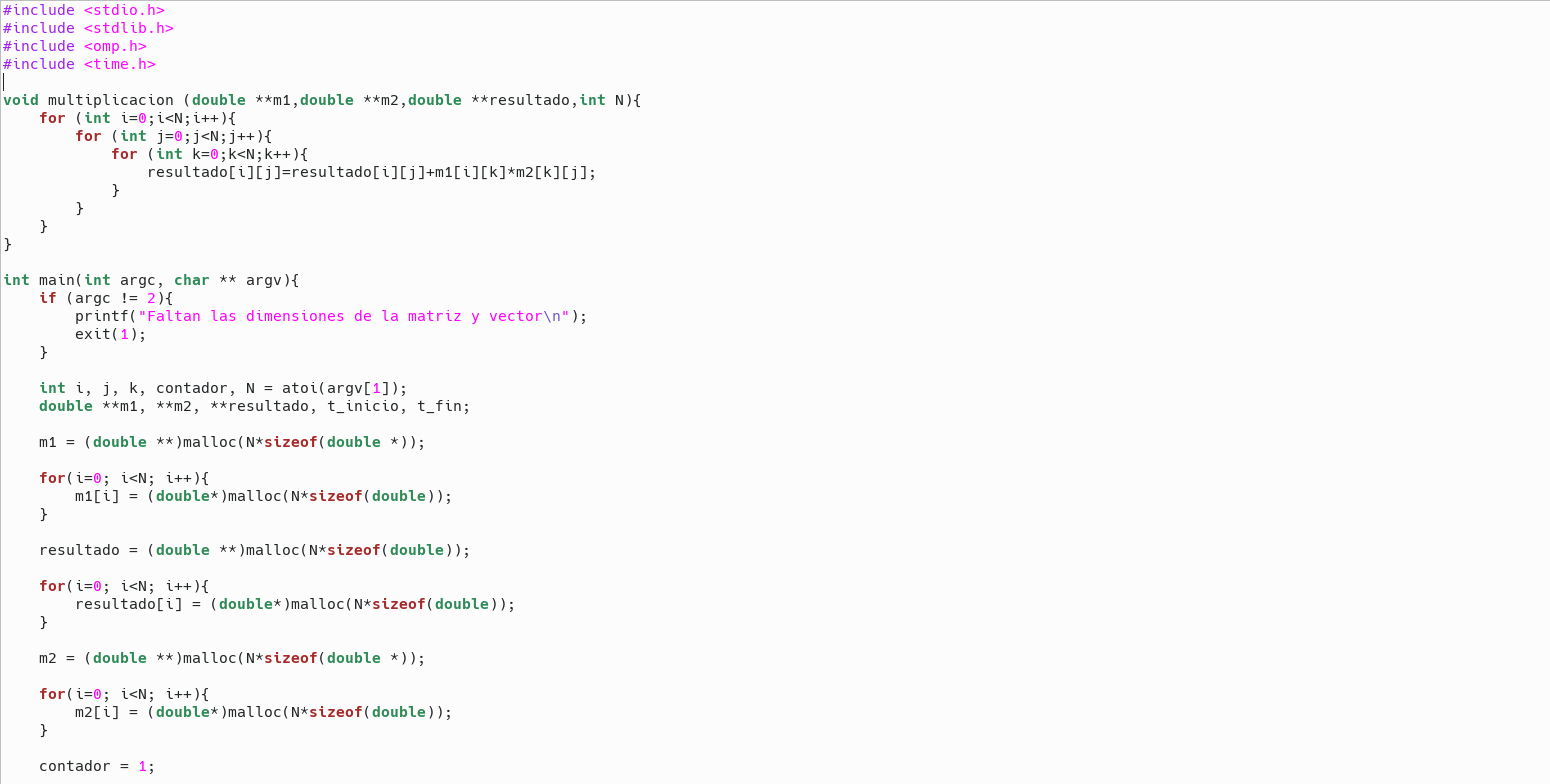 #include <stdio.h>
#include <stdlib.h>
#include <omp.h>
#include <time.h>

void multiplicacion (double **m1,double **m2,double **resultado,int N){
    for (int i=0;i<N;i++){
        for (int j=0;j<N;j++){
            for (int k=0;k<N;k++){
                resultado[i][j]=resultado[i][j]+m1[i][k]*m2[k][j];
            }
        }
    }
}

int main(int argc, char ** argv){
    if (argc != 2){
        printf("Faltan las dimensiones de la matriz y vector\n");
        exit(1);
    }

    int i, j, k, contador, N = atoi(argv[1]);
    double **m1, **m2, **resultado, t_inicio, t_fin;

    m1 = (double **)malloc(N*sizeof(double *));

    for(i=0; i<N; i++){
        m1[i] = (double*)malloc(N*sizeof(double));
    }

    resultado = (double **)malloc(N*sizeof(double));

    for(i=0; i<N; i++){
        resultado[i] = (double*)malloc(N*sizeof(double));
    }

    m2 = (double **)malloc(N*sizeof(double *));

    for(i=0; i<N; i++){
        m2[i] = (double*)malloc(N*sizeof(double));
    }

    contador = 1;